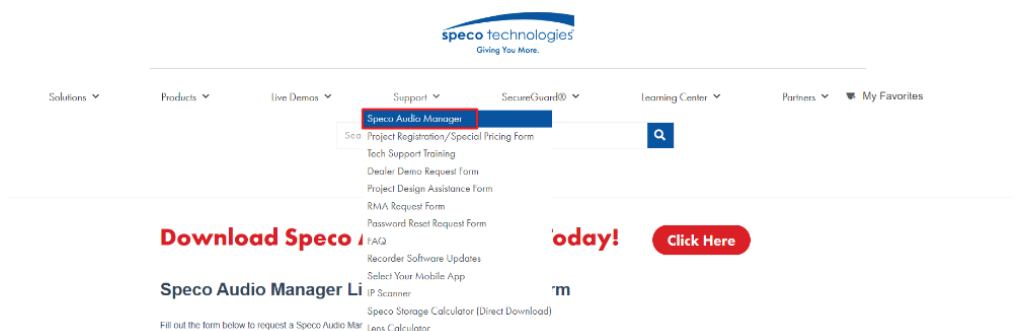 speco technologies
Giving You More.
Solutions Products Live Demos Support SecureGuard® Learning Center Partners My Favorites
Speco Audio Manager
Sea
Project Registration/Special Pricing Form
Tech Support Training
Dealer Demo Request Form
Project Design Assistance Form
RMA Request Form
Password Reset Request Form
FAQ
Recorder Software Updates
Select Your Mobile App
IP Scanner
Speco Storage Calculator (Direct Download)
Lens Calculator
Download Speco oday! Click Here
Speco Audio Manager Li rm
Fill out the form below to request a Speco Audio Mar